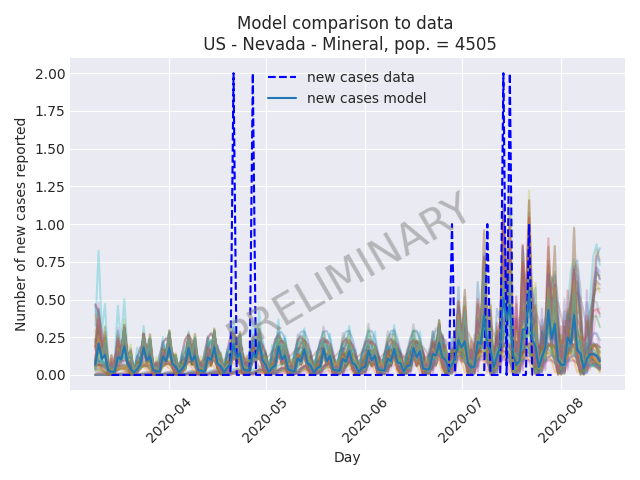 Model comparison to data
US - Nevada - Mineral, pop. = 4505
new cases data
new cases model
Number of new cases reported
2.00
1.75
1.50
1.25
1.00
0.75
0.50
0.25
0.00
PRELIMINARY
2020-04
2020-05
2020-06
2020-07
2020-08
Day